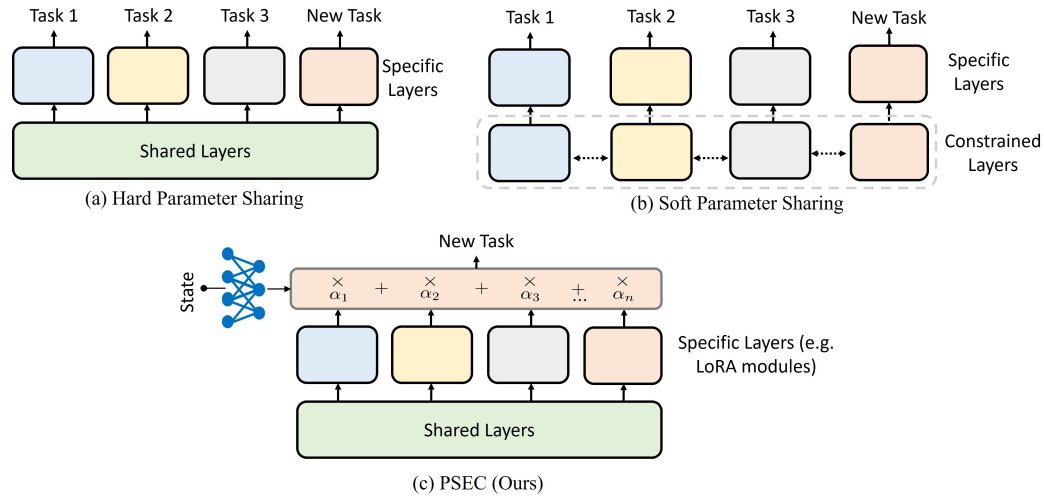 Task 1 Task 2 Task 3 New Task
Specific
Layers
Shared Layers
(a) Hard Parameter Sharing
Task 1 Task 2 Task 3 New Task
Specific
Layers
Constrained
Layers
(b) Soft Parameter Sharing
New Task
State
× × × ×
α₁ + α₂ + α₃ + ... αₙ
Specific Layers (e.g.
LoRA modules)
Shared Layers
(c) PSEC (Ours)